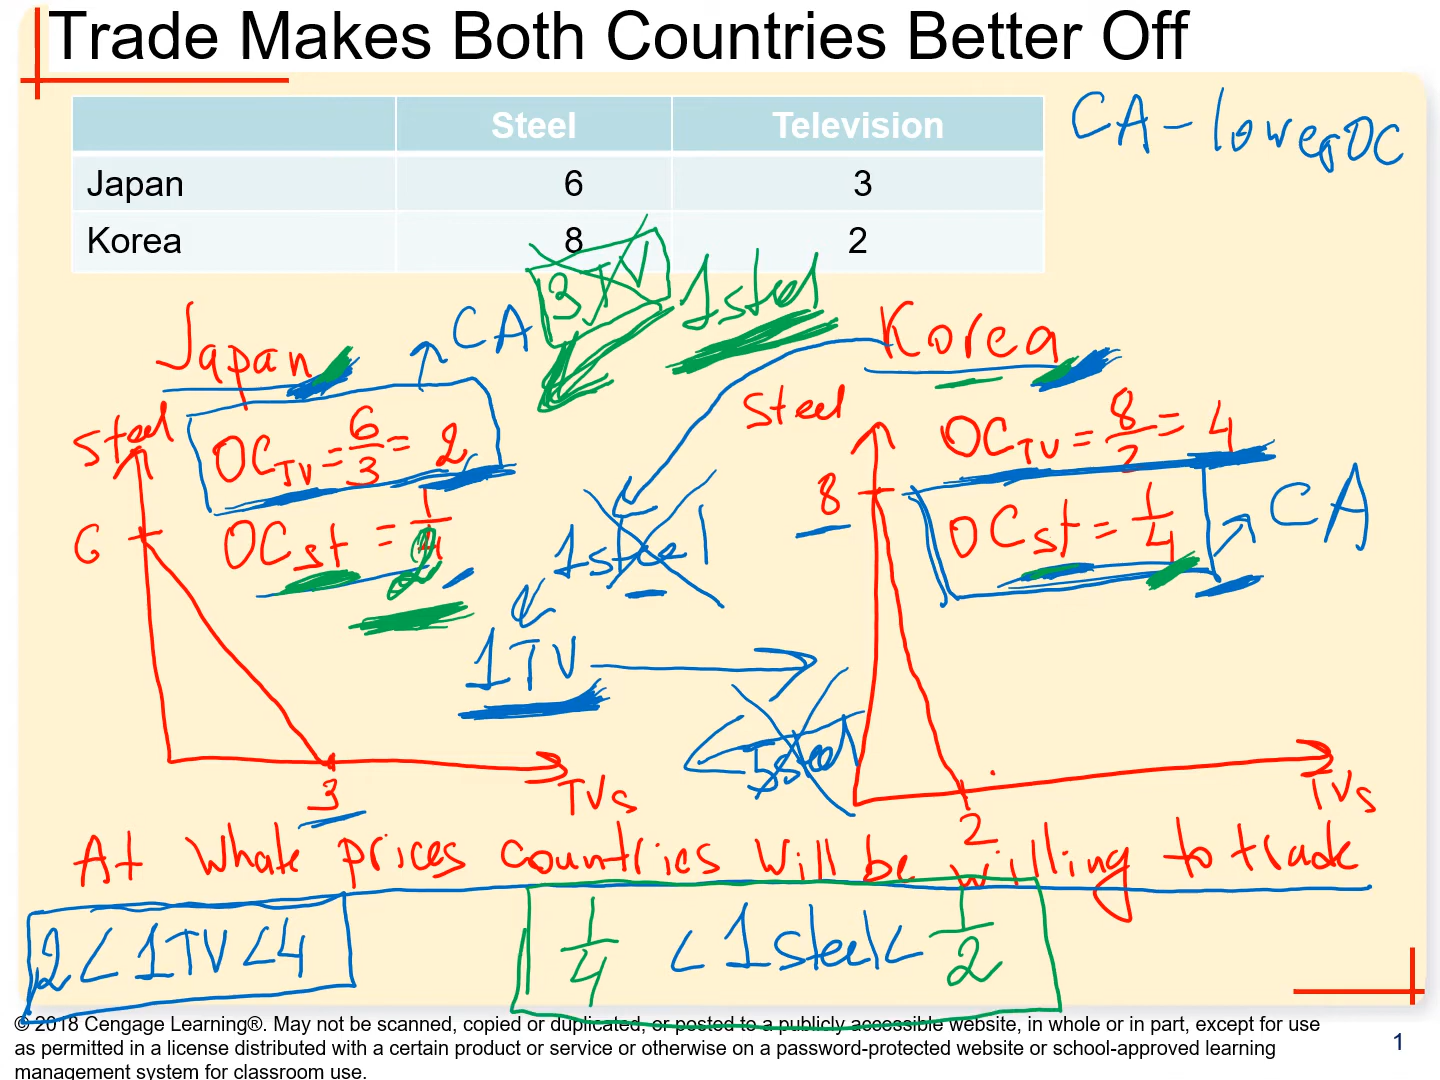 Trade Makes Both Countries Better Off
Steel Television
Japan 6 3
Korea 8 2
CA - lower OC
3 TV 1 steel
Japan CA Korea
Steel
OCTV = 6/3 = 2
OCst = 1/2
6
3
TVs
1 steel
1 TV
5 steel
Steel
OCTV = 8/2 = 4
8
OCst = 1/4 CA
2
TVs
At whate prices countries will be willing to trade
2 < 1TV < 4
1/4 < 1 steel < 1/2
© 2018 Cengage Learning®. May not be scanned, copied or duplicated, or posted to a publicly accessible website, in whole or in part, except for use
as permitted in a license distributed with a certain product or service or otherwise on a password-protected website or school-approved learning
management system for classroom use.
1